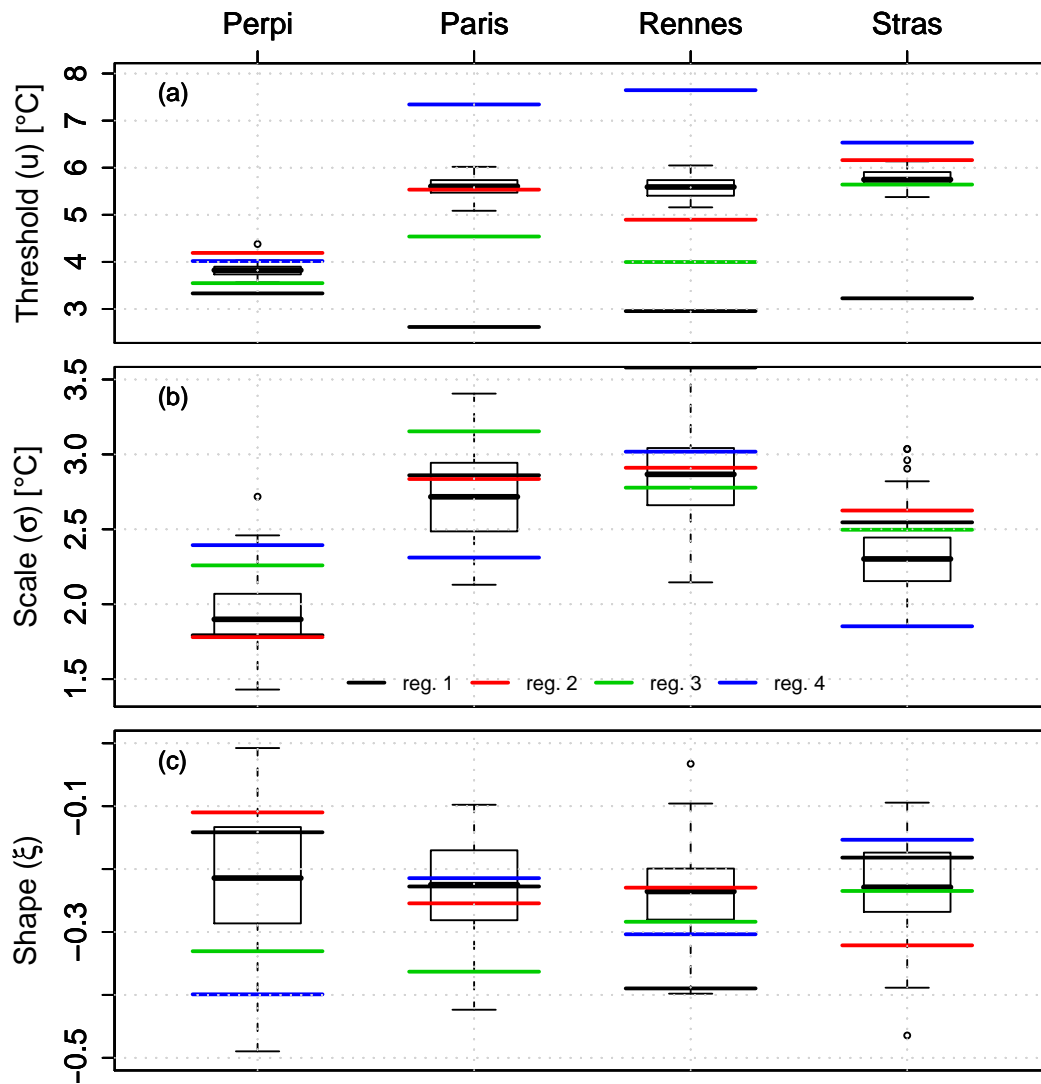 Perpi Paris Rennes Stras
(a)
Threshold (u) [°C]
8
7
6
5
4
3
(b)
Scale (σ) [°C]
3.5
3.0
2.5
2.0
1.5
reg. 1 reg. 2 reg. 3 reg. 4
(c)
Shape (ξ)
−0.1
−0.3
−0.5